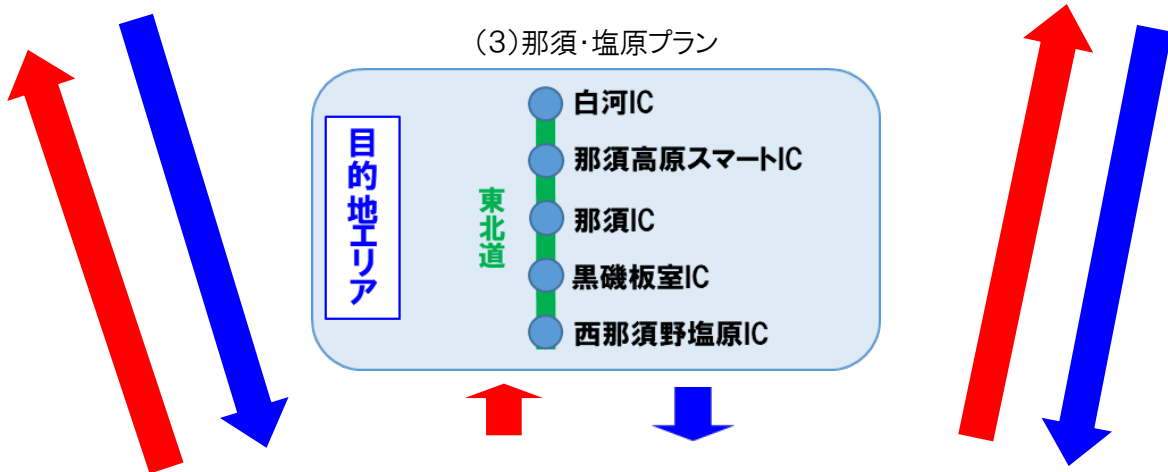 (3)那須・塩原プラン
目的地エリア
東北道
白河IC
那須高原スマートIC
那須IC
黒磯板室IC
西那須野塩原IC